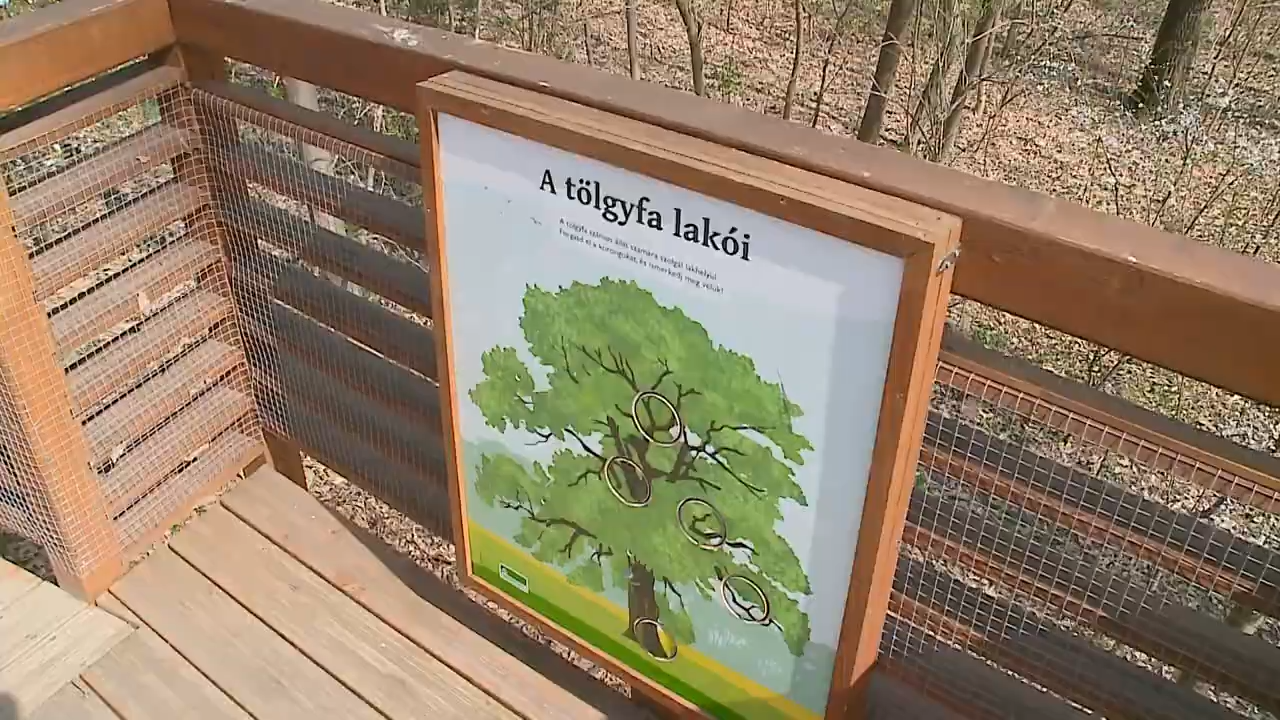 A tölgyfa lakói
A tölgyfa számos állat számára szolgál lakhelyül.
Forgasd el a korongokat, és ismerkedj meg velük!